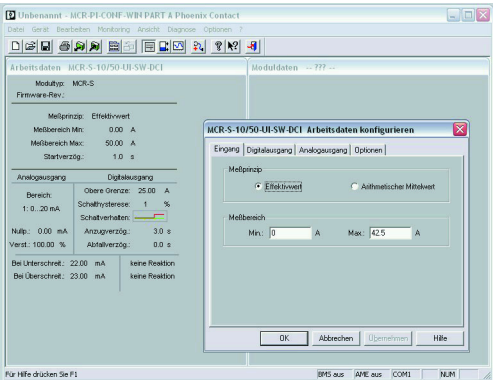 Unbenannt - MCR-PI-CONF-WIN PART A Phoenix Contact
Datei Gerät Bearbeiten Monitoring Ansicht Diagnose Optionen ?
Arbeitsdaten MCR-S-10/50-UI-SW-DCI
Moduldaten -- ??? --
Modultyp: MCR-S
Firmware-Rev.:
Meßprinzip: Effektivwert
Meßbereich Min: 0.00 A
Meßbereich Max: 50.00 A
Startverzög.: 1.0 s
Analogausgang Digitalausgang
Bereich: Obere Grenze: 25.00 A
1: 0...20 mA Schalthysterese: 1 %
Schaltverhalten:
Nullp.: 0.00 mA Anzugverzög.: 3.0 s
Verst.: 100.00 % Abfallverzög.: 0.0 s
Bei Unterschreit.: 22.00 mA keine Reaktion
Bei Überschreit.: 23.00 mA keine Reaktion
MCR-S-10/50-UI-SW-DCI Arbeitsdaten konfigurieren
Eingang Digitalausgang Analogausgang Optionen
Meßprinzip
Effektivwert Arithmetischer Mittelwert
Meßbereich
Min.: 0 A Max.: 42.5 A
OK Abbrechen Übernehmen Hilfe
Für Hilfe drücken Sie F1 BMS aus AME aus COM1 NUM